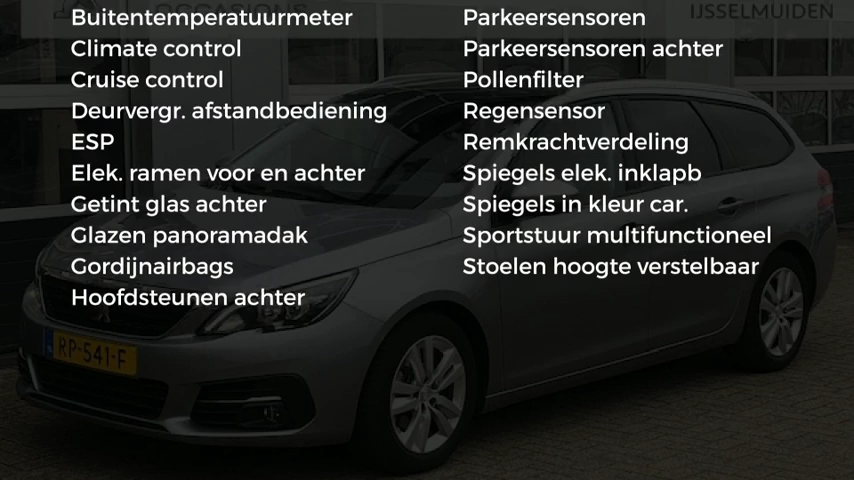 OCCASIONS
IJSSELMUIDEN
Buitentemperatuurmeter
Climate control
Cruise control
Deurvergr. afstandbediening
ESP
Elek. ramen voor en achter
Getint glas achter
Glazen panoramadak
Gordijnairbags
Hoofdsteunen achter
Parkeersensoren
Parkeersensoren achter
Pollenfilter
Regensensor
Remkrachtverdeling
Spiegels elek. inklapb
Spiegels in kleur car.
Sportstuur multifunctioneel
Stoelen hoogte verstelbaar
RP-541-F